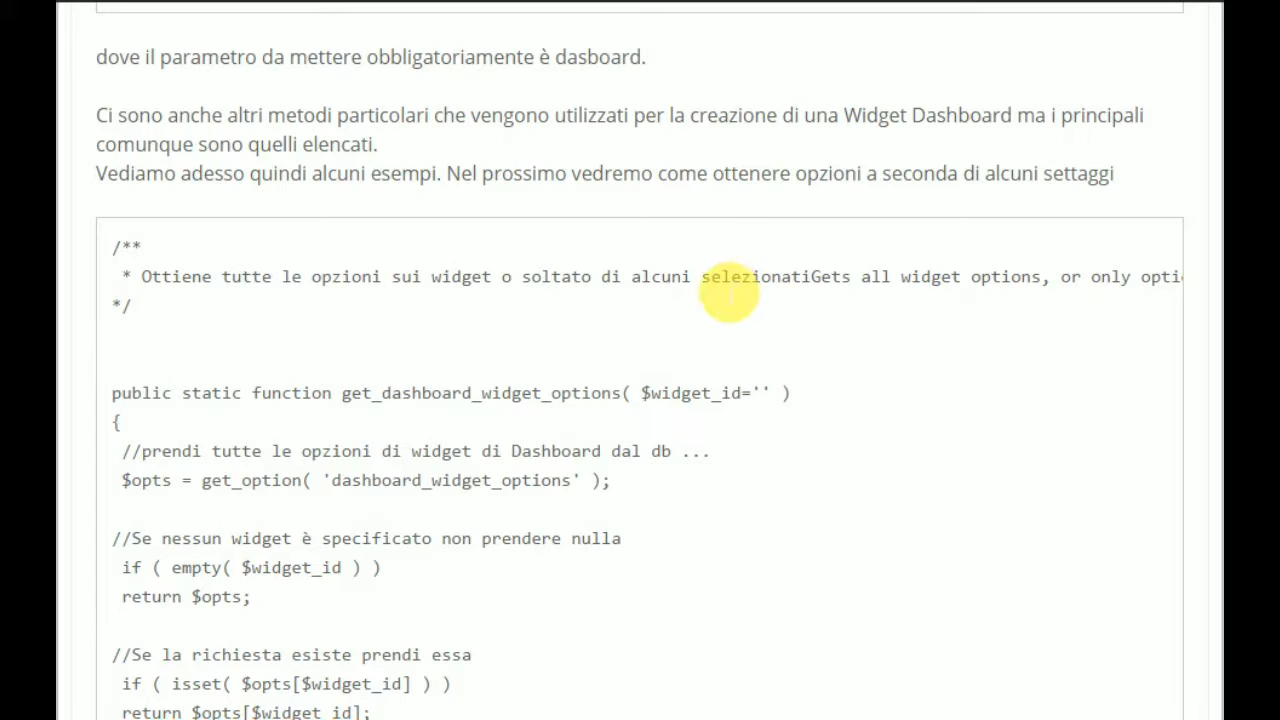 dove il parametro da mettere obbligatoriamente è dasboard.
Ci sono anche altri metodi particolari che vengono utilizzati per la creazione di una Widget Dashboard ma i principali
comunque sono quelli elencati.
Vediamo adesso quindi alcuni esempi. Nel prossimo vedremo come ottenere opzioni a seconda di alcuni settaggi
/**
* Ottiene tutte le opzioni sui widget o soltato di alcuni selezionatiGets all widget options, or only
*/
public static function get_dashboard_widget_options( $widget_id='' )
{
//prendi tutte le opzioni di widget di Dashboard dal db ...
$opts = get_option( 'dashboard_widget_options' );
//Se nessun widget è specificato non prendere nulla
if ( empty( $widget_id ) )
return $opts;
//Se la richiesta esiste prendi essa
if ( isset( $opts[$widget_id] ) )
return $opts[$widget_id];